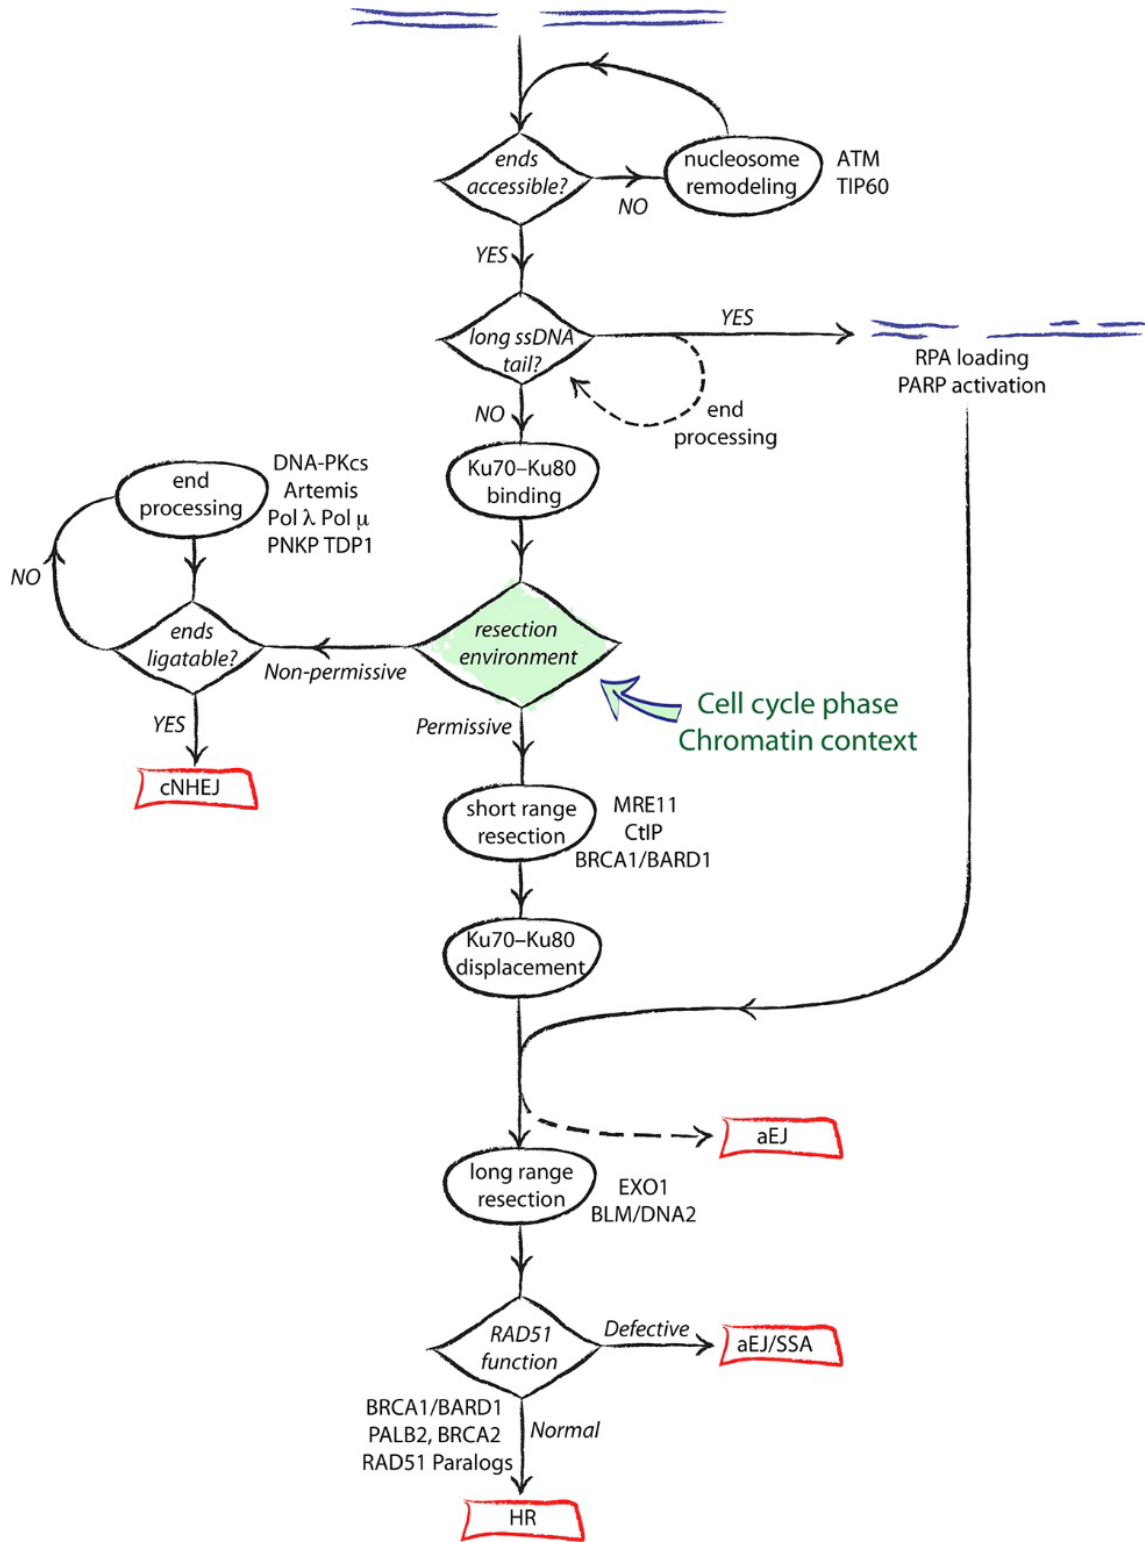 ends
accessible?
NO
nucleosome
remodeling
ATM
TIP60
YES
long ssDNA
tail?
YES
RPA loading
PARP activation
end
processing
NO
Ku70–Ku80
binding
end
processing
DNA-PKcs
Artemis
Pol λ Pol μ
PNKP TDP1
NO
ends
ligatable?
Non-permissive
resection
environment
YES
cNHEJ
Permissive
Cell cycle phase
Chromatin context
short range
resection
MRE11
CtIP
BRCA1/BARD1
Ku70–Ku80
displacement
aEJ
long range
resection
EXO1
BLM/DNA2
RAD51
function
Defective
aEJ/SSA
BRCA1/BARD1
PALB2, BRCA2
RAD51 Paralogs
Normal
HR